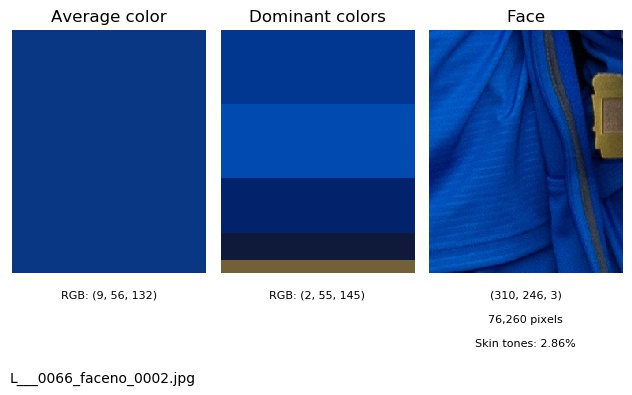 Average color
Dominant colors
Face
RGB: (9, 56, 132)
RGB: (2, 55, 145)
(310, 246, 3)
76,260 pixels
Skin tones: 2.86%
L___0066_faceno_0002.jpg